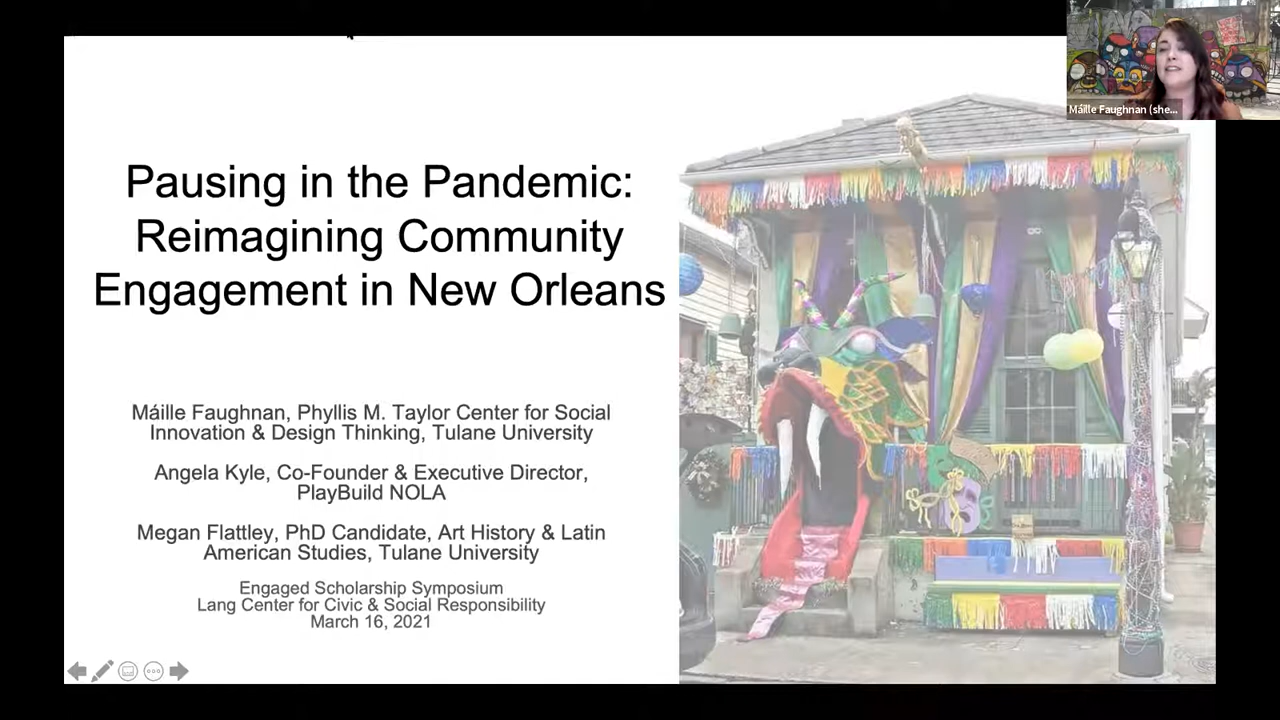 Máille Faughnan (she...
Pausing in the Pandemic:
Reimagining Community
Engagement in New Orleans
Máille Faughnan, Phyllis M. Taylor Center for Social
Innovation & Design Thinking, Tulane University
Angela Kyle, Co-Founder & Executive Director,
PlayBuild NOLA
Megan Flattley, PhD Candidate, Art History & Latin
American Studies, Tulane University
Engaged Scholarship Symposium
Lang Center for Civic & Social Responsibility
March 16, 2021